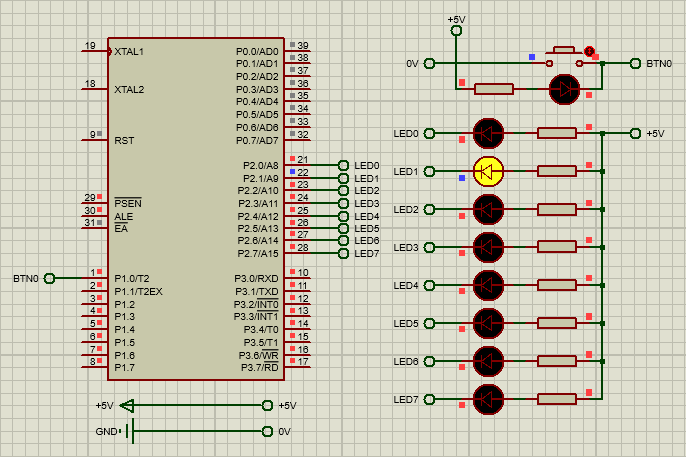 +5V
0V
BTN0
19 XTAL1 P0.0/AD0 39
P0.1/AD1 38
P0.2/AD2 37
18 XTAL2 P0.3/AD3 36
P0.4/AD4 35
P0.5/AD5 34
P0.6/AD6 33
9 RST P0.7/AD7 32
P2.0/A8 21 LED0
P2.1/A9 22 LED1
P2.2/A10 23 LED2
29 PSEN P2.3/A11 24 LED3
30 ALE P2.4/A12 25 LED4
31 EA P2.5/A13 26 LED5
P2.6/A14 27 LED6
P2.7/A15 28 LED7
BTN0 1 P1.0/T2 P3.0/RXD 10
2 P1.1/T2EX P3.1/TXD 11
3 P1.2 P3.2/INT0 12
4 P1.3 P3.3/INT1 13
5 P1.4 P3.4/T0 14
6 P1.5 P3.5/T1 15
7 P1.6 P3.6/WR 16
8 P1.7 P3.7/RD 17
+5V +5V
GND 0V
LED0 +5V
LED1
LED2
LED3
LED4
LED5
LED6
LED7